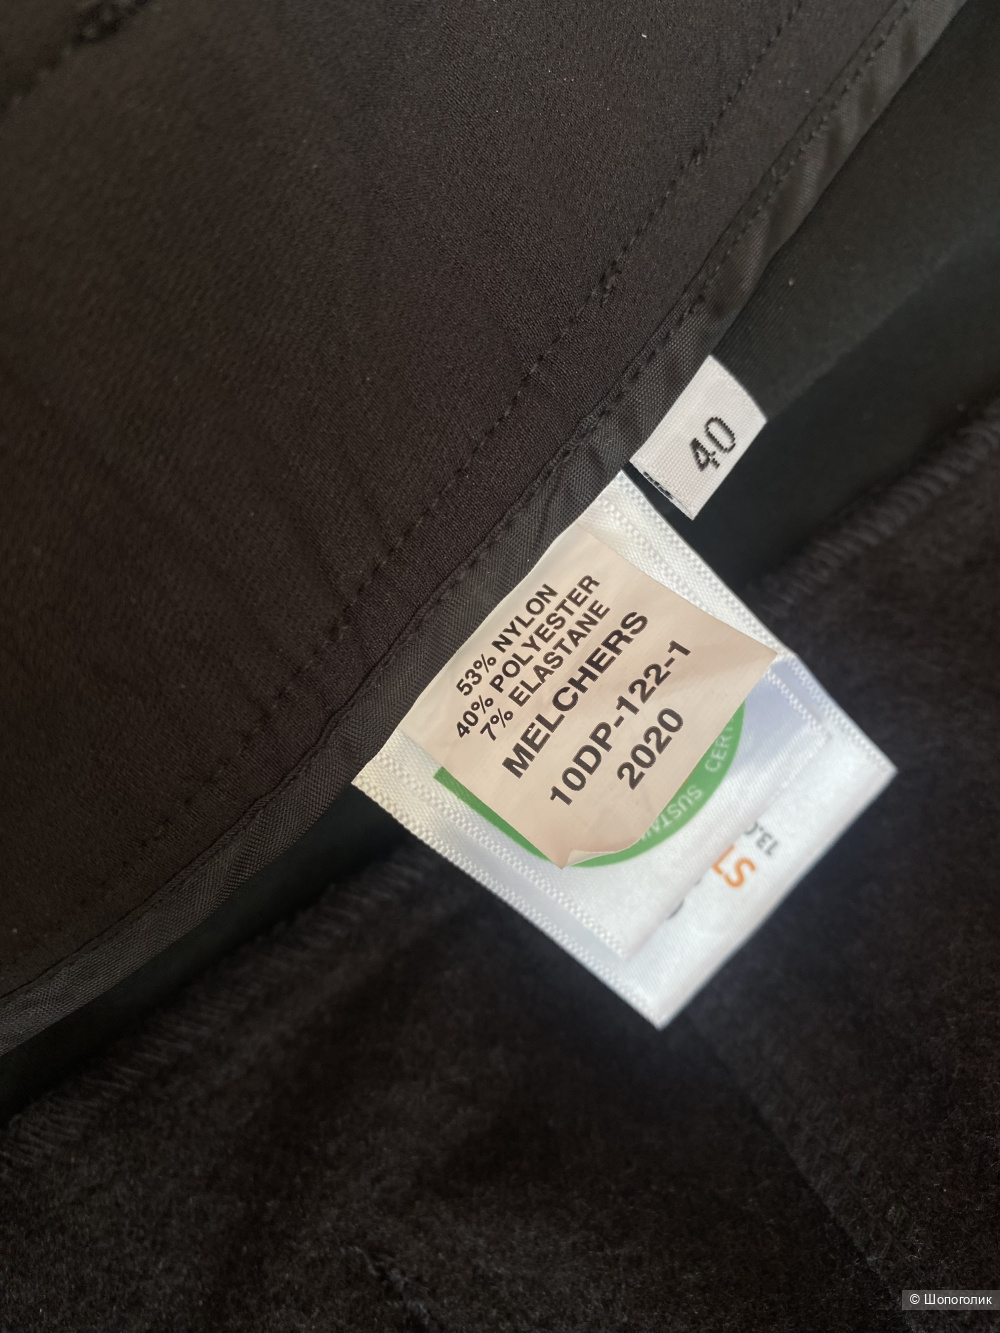 40
53% NYLON
40% POLYESTER
7% ELASTANE
MELCHERS
10DP-122-1
2020
© Шопоголик